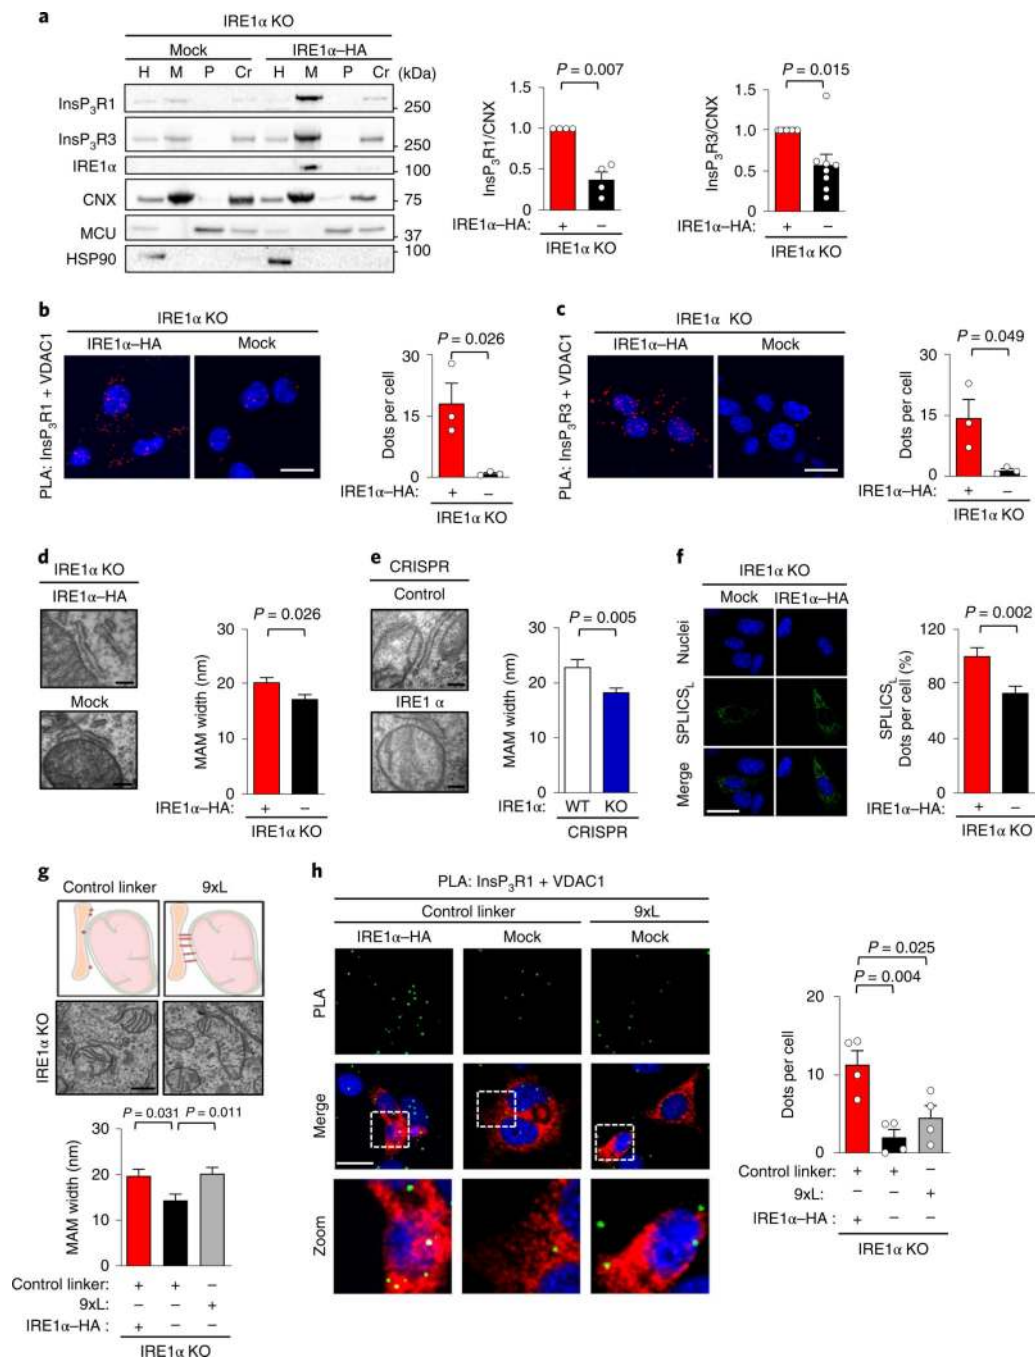 a
IRE1α KO
Mock IRE1α–HA
H M P Cr H M P Cr (kDa)
InsP3R1 250
InsP3R3 250
IRE1α 100
CNX 75
MCU 37
HSP90 100
P = 0.007
InsP3R1/CNX
1.5
1.0
0.5
0
IRE1α–HA: + –
IRE1α KO
P = 0.015
InsP3R3/CNX
1.5
1.0
0.5
0
IRE1α–HA: + –
IRE1α KO
b
IRE1α KO
IRE1α–HA Mock
PLA: InsP3R1 + VDAC1
P = 0.026
Dots per cell
30
15
0
IRE1α–HA: + –
IRE1α KO
c
IRE1α KO
IRE1α–HA Mock
PLA: InsP3R3 + VDAC1
P = 0.049
Dots per cell
30
15
0
IRE1α–HA: + –
IRE1α KO
d
IRE1α KO
IRE1α–HA
Mock
P = 0.026
MAM width (nm)
30
20
10
0
IRE1α–HA: + –
IRE1α KO
e
CRISPR
Control
IRE1 α
P = 0.005
MAM width (nm)
30
20
10
0
IRE1α: WT KO
CRISPR
f
IRE1α KO
Mock IRE1α–HA
Nuclei
SPLICSL
Merge
P = 0.002
SPLICSL
Dots per cell (%)
120
80
40
0
IRE1α–HA: + –
IRE1α KO
g
Control linker 9xL
IRE1α KO
P = 0.031 P = 0.011
MAM width (nm)
30
20
10
0
Control linker: + + –
9xL: – – +
IRE1α–HA : + – –
IRE1α KO
h
PLA: InsP3R1 + VDAC1
Control linker 9xL
IRE1α–HA Mock Mock
PLA
Merge
Zoom
P = 0.025
P = 0.004
Dots per cell
20
10
0
Control linker: + + –
9xL: – – +
IRE1α–HA: + – –
IRE1α KO